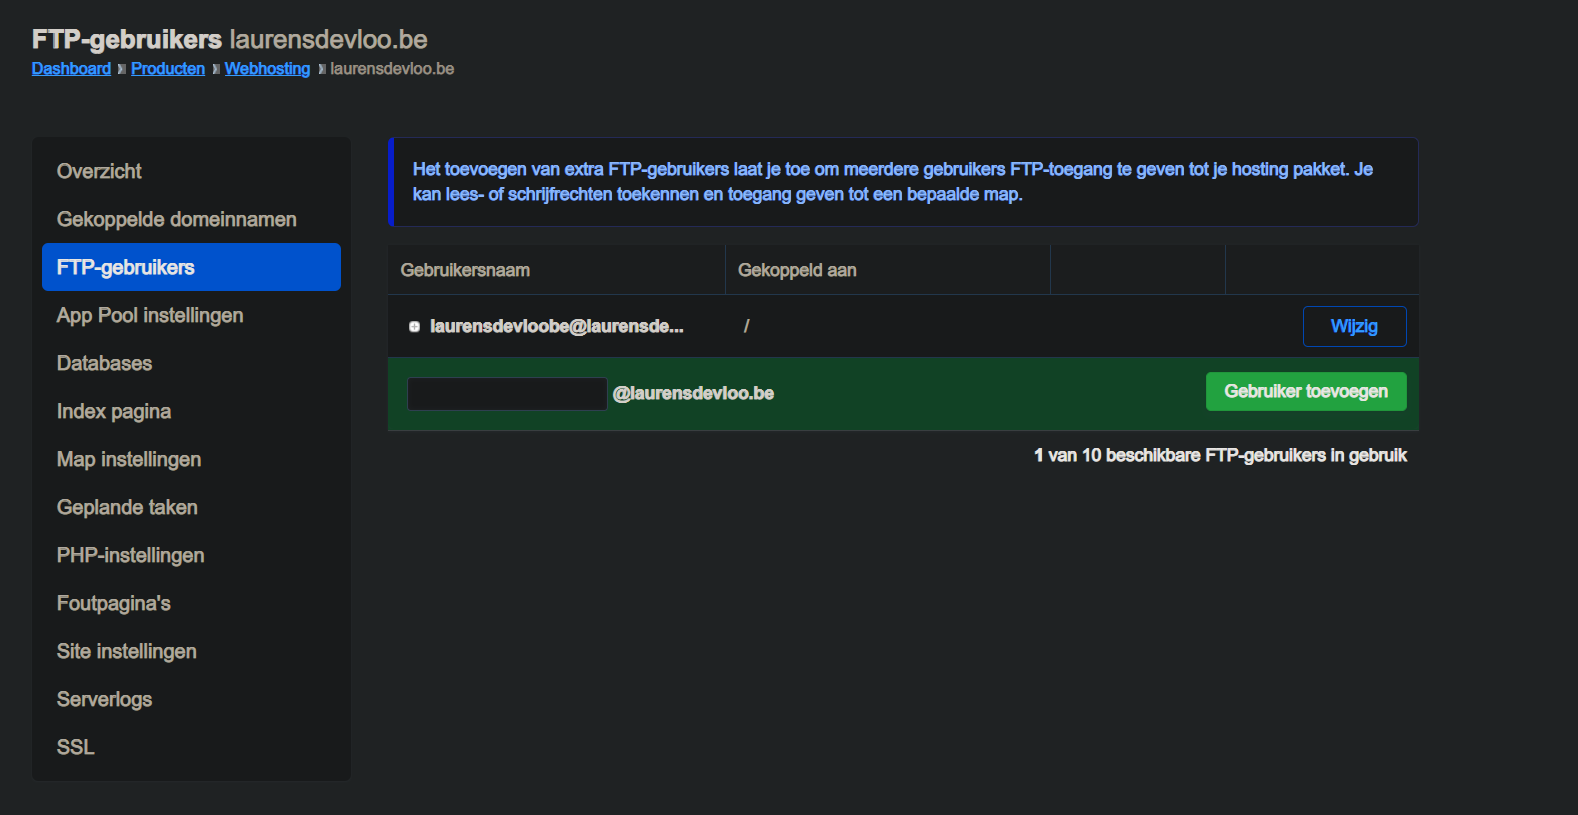 FTP-gebruikers laurensdevloo.be
Dashboard » Producten » Webhosting » laurensdevloo.be
Overzicht
Gekoppelde domeinnamen
FTP-gebruikers
App Pool instellingen
Databases
Index pagina
Map instellingen
Geplande taken
PHP-instellingen
Foutpagina's
Site instellingen
Serverlogs
SSL
Het toevoegen van extra FTP-gebruikers laat je toe om meerdere gebruikers FTP-toegang te geven tot je hosting pakket. Je
kan lees- of schrijfrechten toekennen en toegang geven tot een bepaalde map.
Gebruikersnaam Gekoppeld aan
laurensdevloobe@laurensde... / Wijzig
@laurensdevloo.be Gebruiker toevoegen
1 van 10 beschikbare FTP-gebruikers in gebruik